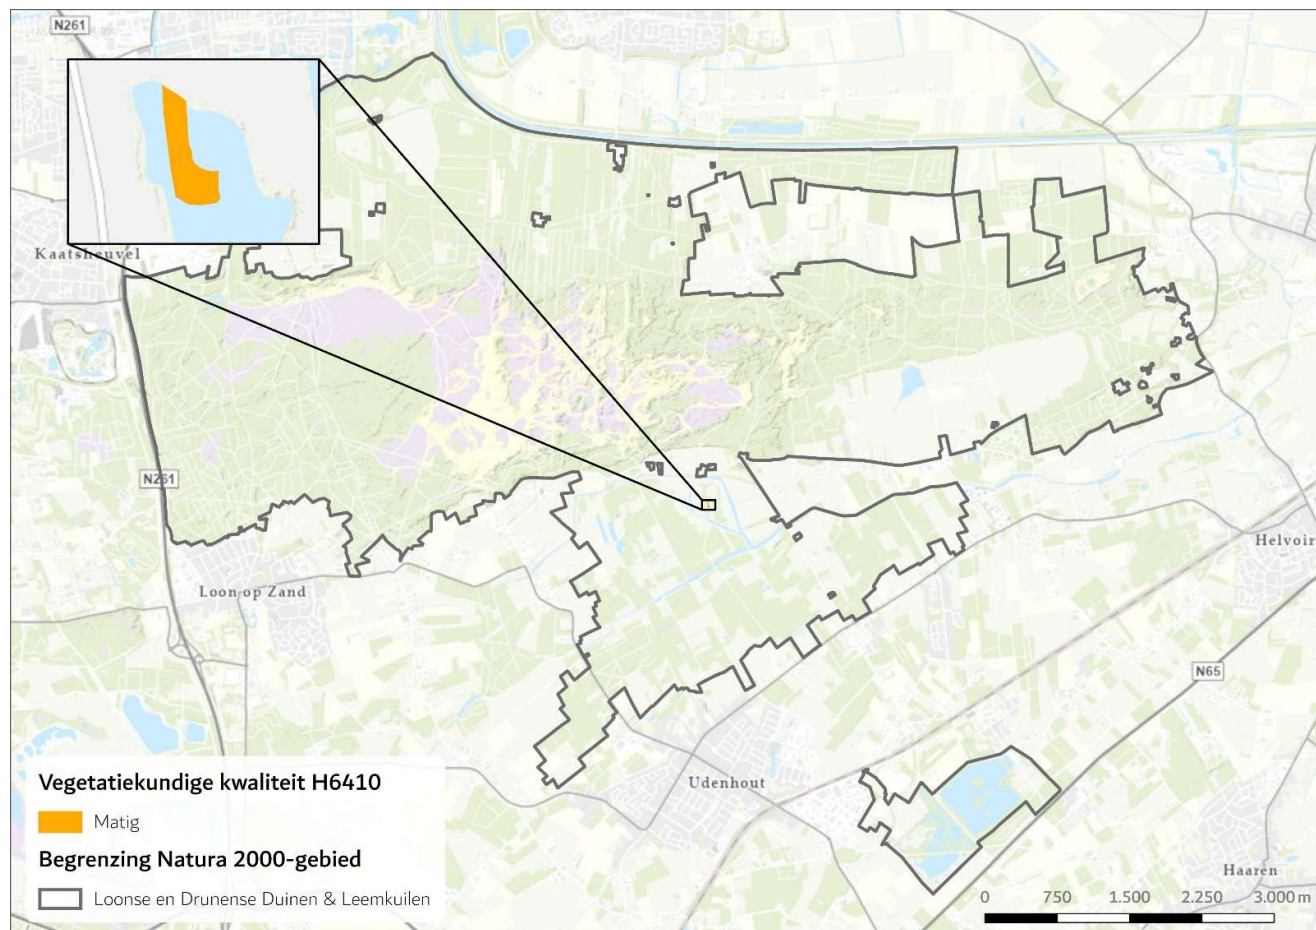 N261
Kaatsheuvel
N261
Loon op Zand
Helvoir
N65
Udenhout
Haaren
Vegetatiekundige kwaliteit H6410
Matig
Begrenzing Natura 2000-gebied
Loonse en Drunense Duinen & Leemkuilen
0 750 1.500 2.250 3.000 m